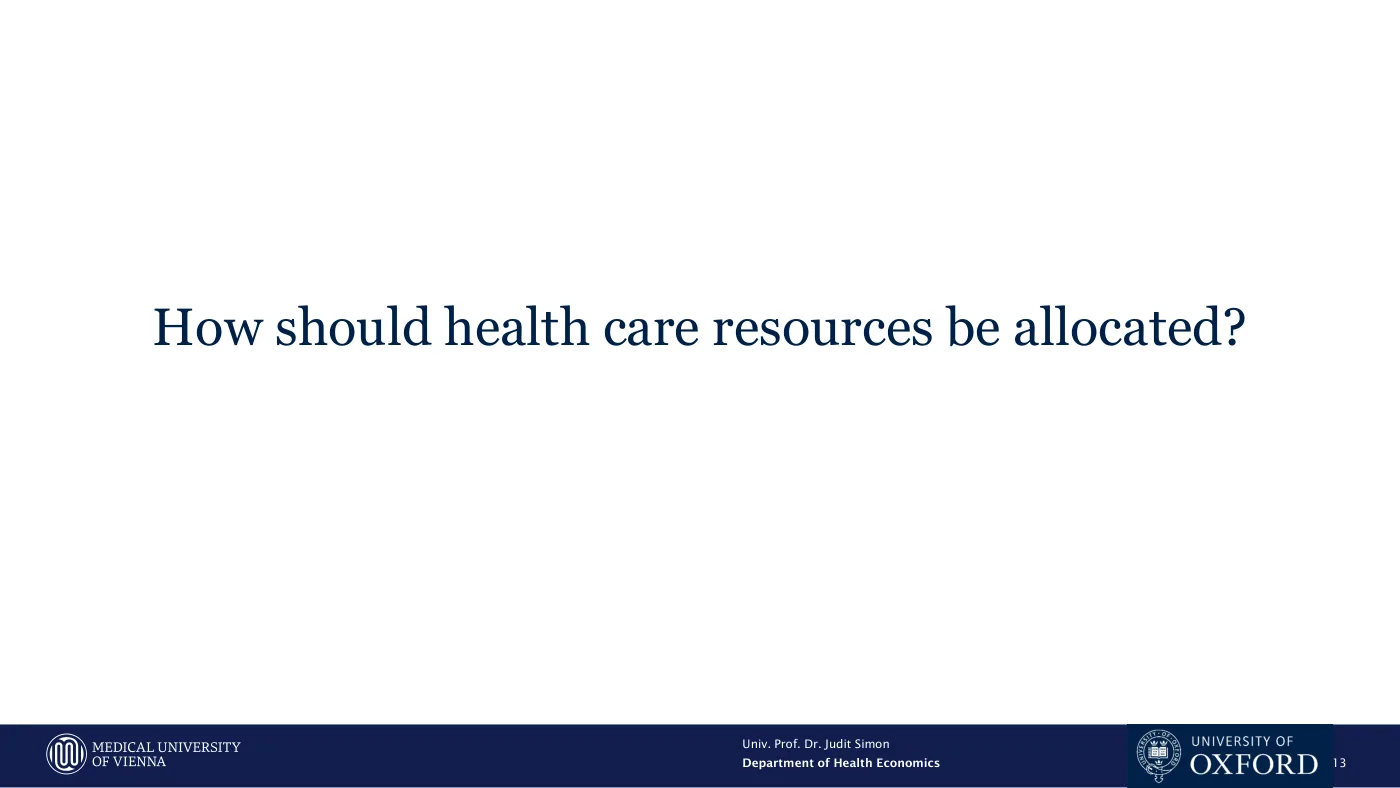 How should health care resources be allocated?
MEDICAL UNIVERSITY
OF VIENNA
Univ. Prof. Dr. Judit Simon
Department of Health Economics
UNIVERSITY OF
OXFORD
13